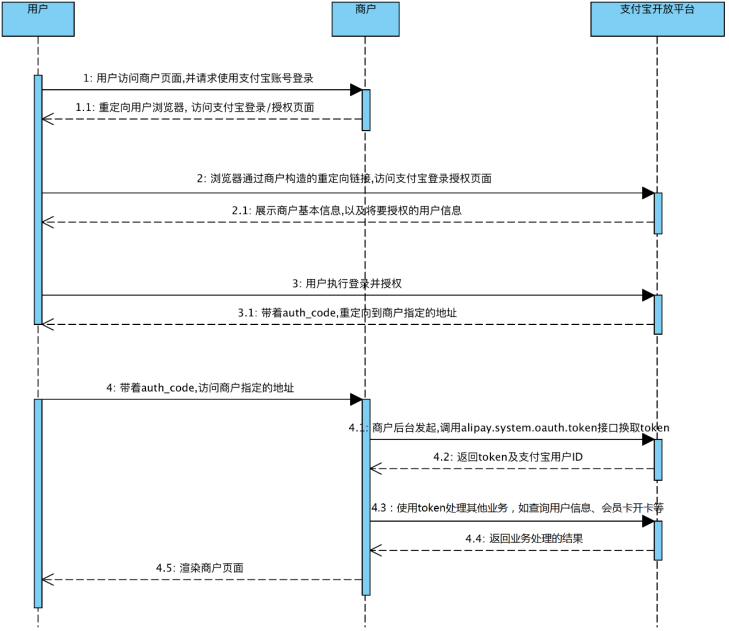 用户
商户
支付宝开放平台
1: 用户访问商户页面,并请求使用支付宝账号登录
1.1: 重定向用户浏览器, 访问支付宝登录/授权页面
2: 浏览器通过商户构造的重定向链接,访问支付宝登录授权页面
2.1: 展示商户基本信息,以及将要授权的用户信息
3: 用户执行登录并授权
3.1: 带着auth_code,重定向到商户指定的地址
4: 带着auth_code,访问商户指定的地址
4.1: 商户后台发起,调用alipay.system.oauth.token接口换取token
4.2: 返回token及支付宝用户ID
4.3：使用token处理其他业务，如查询用户信息、会员卡开卡等
4.4: 返回业务处理的结果
4.5: 渲染商户页面